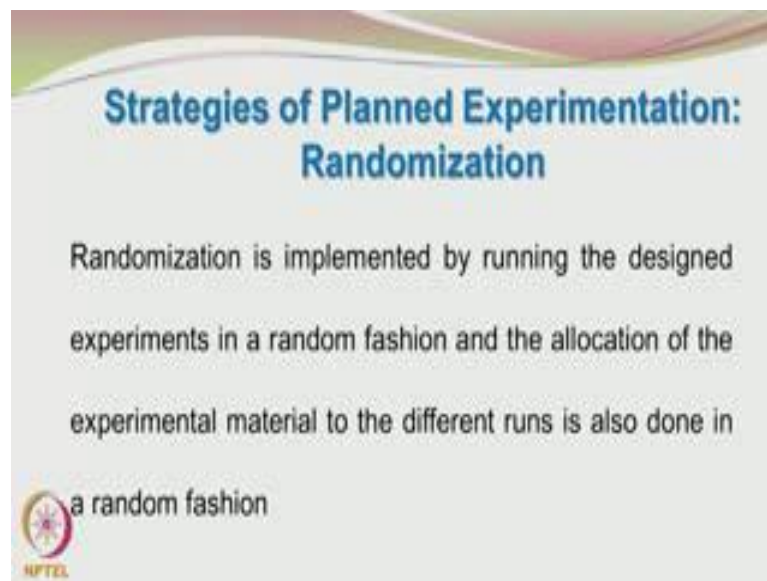 Strategies of Planned Experimentation:
Randomization
Randomization is implemented by running the designed
experiments in a random fashion and the allocation of the
experimental material to the different runs is also done in
a random fashion
NPTEL